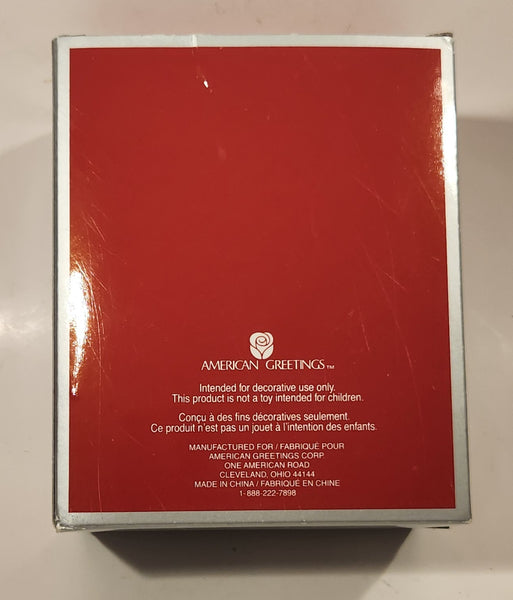 AMERICAN GREETINGS™
Intended for decorative use only.
This product is not a toy intended for children.
Conçu à des fins décoratives seulement.
Ce produit n'est pas un jouet à l'intention des enfants.
MANUFACTURED FOR / FABRIQUÉ POUR
AMERICAN GREETINGS CORP.
ONE AMERICAN ROAD
CLEVELAND, OHIO 44144
MADE IN CHINA / FABRIQUÉ EN CHINE
1-888-222-7898